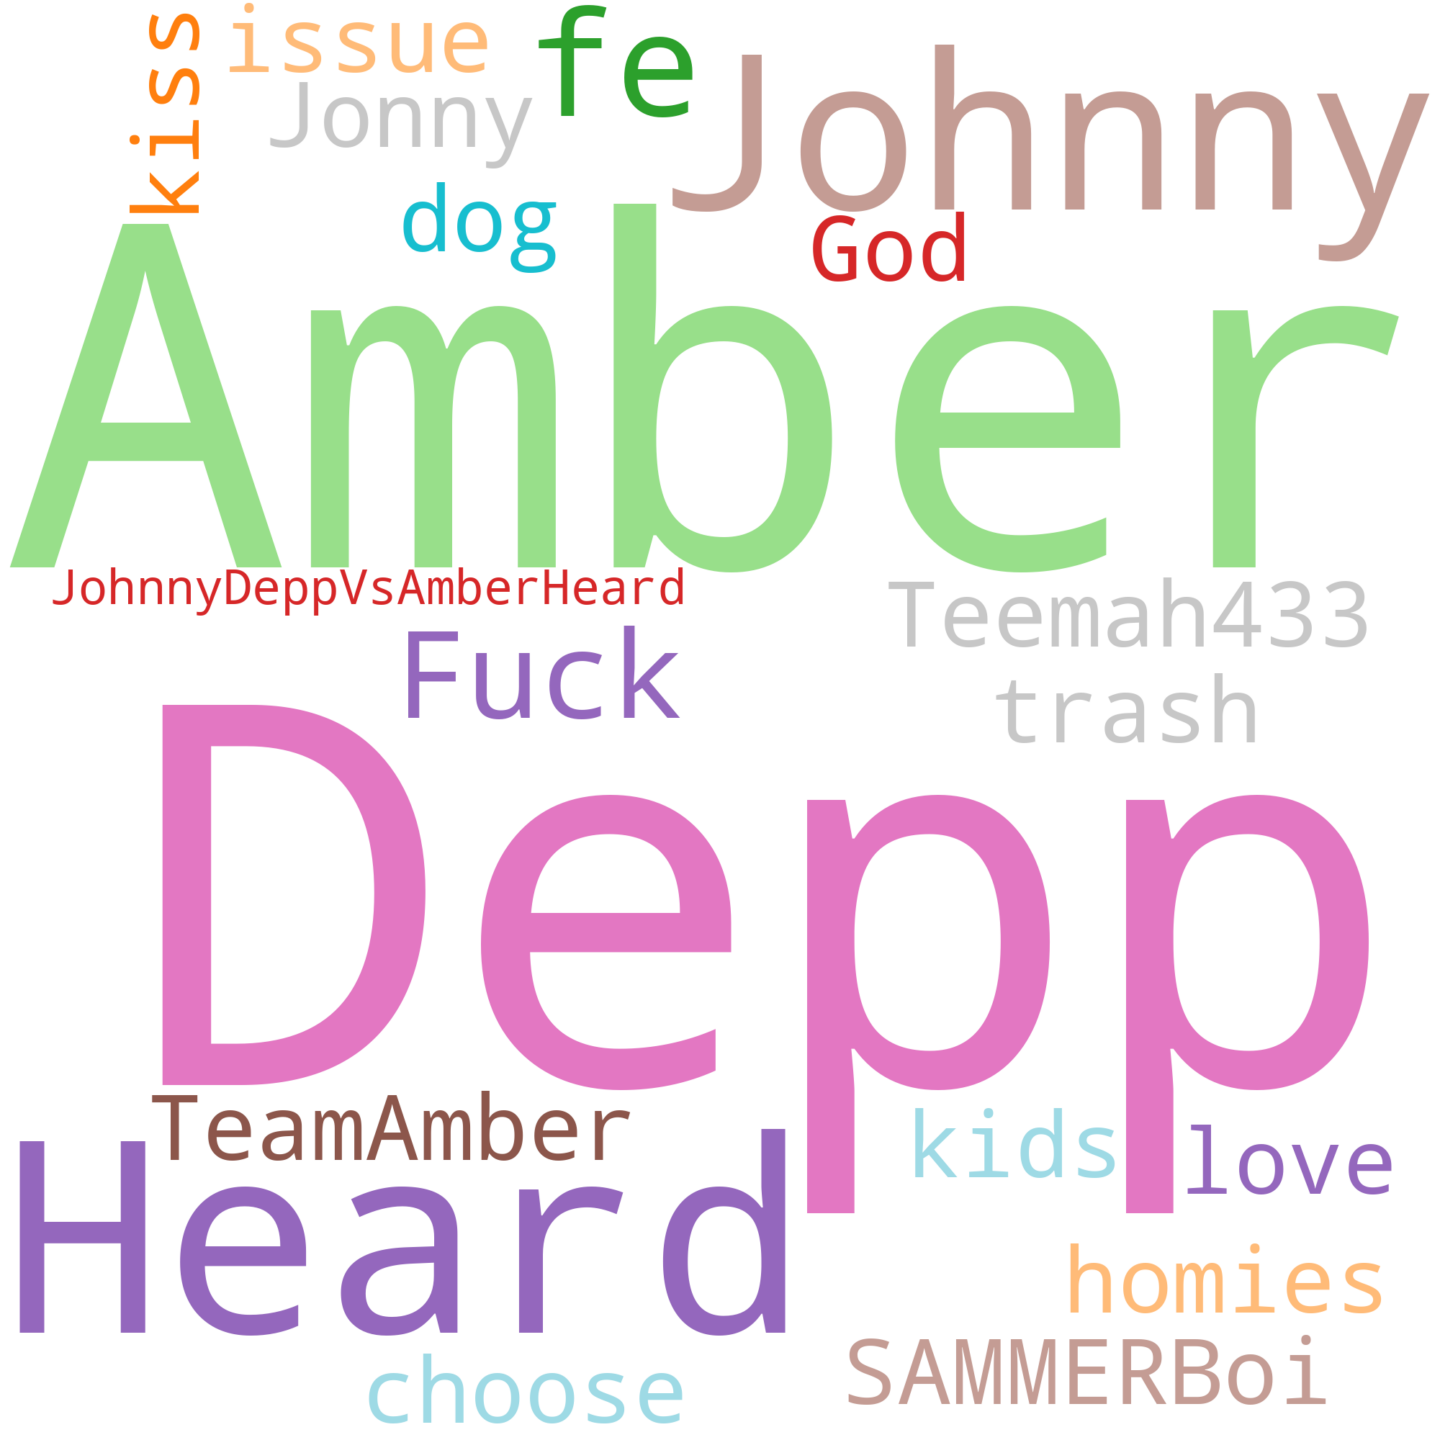 kiss
issue
fe
Johnny
Jonny
dog
God
Amber
JohnnyDeppVsAmberHeard
Teemah433
Fuck
trash
Depp
TeamAmber
kids
love
Heard
homies
SAMMERBoi
choose